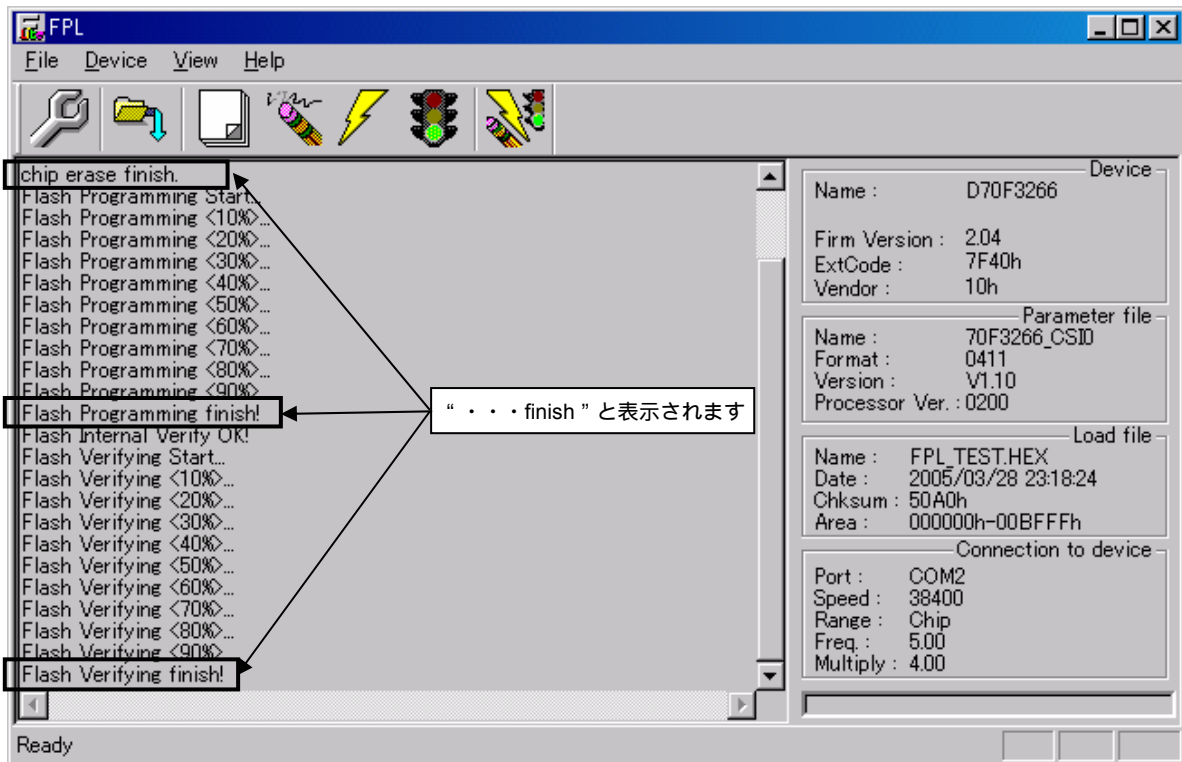 FPL
File Device View Help
chip erase finish.
Flash Programming Start...
Flash Programming <10%>...
Flash Programming <20%>...
Flash Programming <30%>...
Flash Programming <40%>...
Flash Programming <50%>...
Flash Programming <60%>...
Flash Programming <70%>...
Flash Programming <80%>...
Flash Programming <90%>...
Flash Programming finish!
Flash Internal Verify OK!
Flash Verifying Start...
Flash Verifying <10%>...
Flash Verifying <20%>...
Flash Verifying <30%>...
Flash Verifying <40%>...
Flash Verifying <50%>...
Flash Verifying <60%>...
Flash Verifying <70%>...
Flash Verifying <80%>...
Flash Verifying <90%>...
Flash Verifying finish!
“・・・finish”と表示されます
Device
Name : D70F3266
Firm Version : 2.04
ExtCode : 7F40h
Vendor : 10h
Parameter file
Name : 70F3266_CSI0
Format : 0411
Version : V1.10
Processor Ver. : 0200
Load file
Name : FPL_TEST.HEX
Date : 2005/03/28 23:18:24
Chksum : 50A0h
Area : 000000h-00BFFFh
Connection to device
Port : COM2
Speed : 38400
Range : Chip
Freq. : 5.00
Multiply : 4.00
Ready